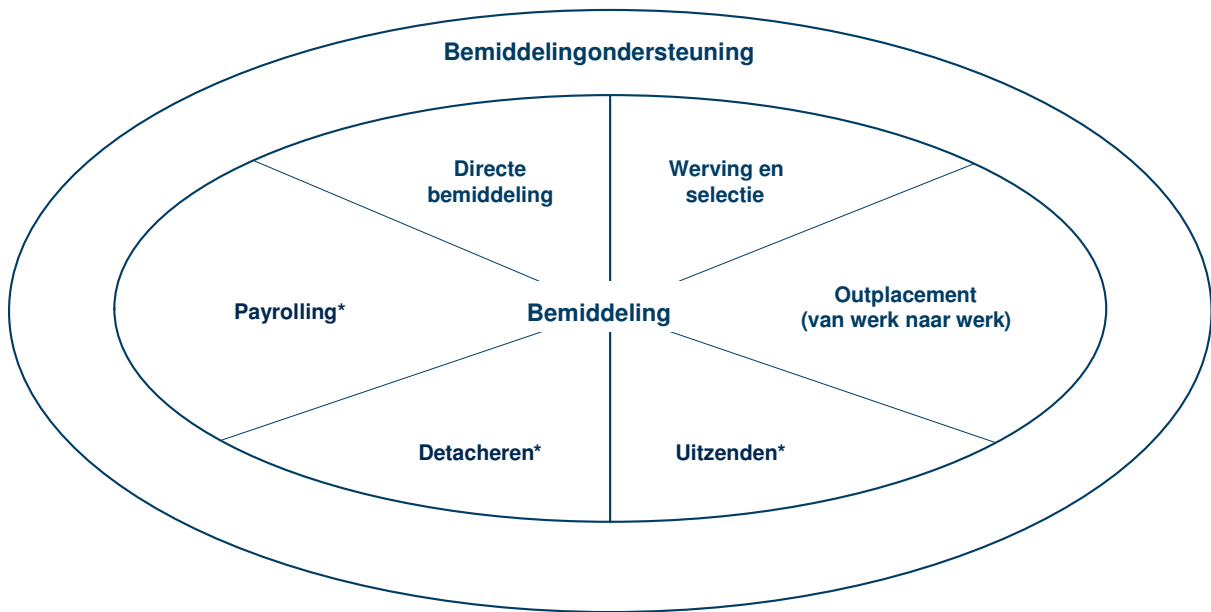 Bemiddelingondersteuning
Directe
bemiddeling
Werving en
selectie
Payrolling*
Bemiddeling
Outplacement
(van werk naar werk)
Detacheren*
Uitzenden*